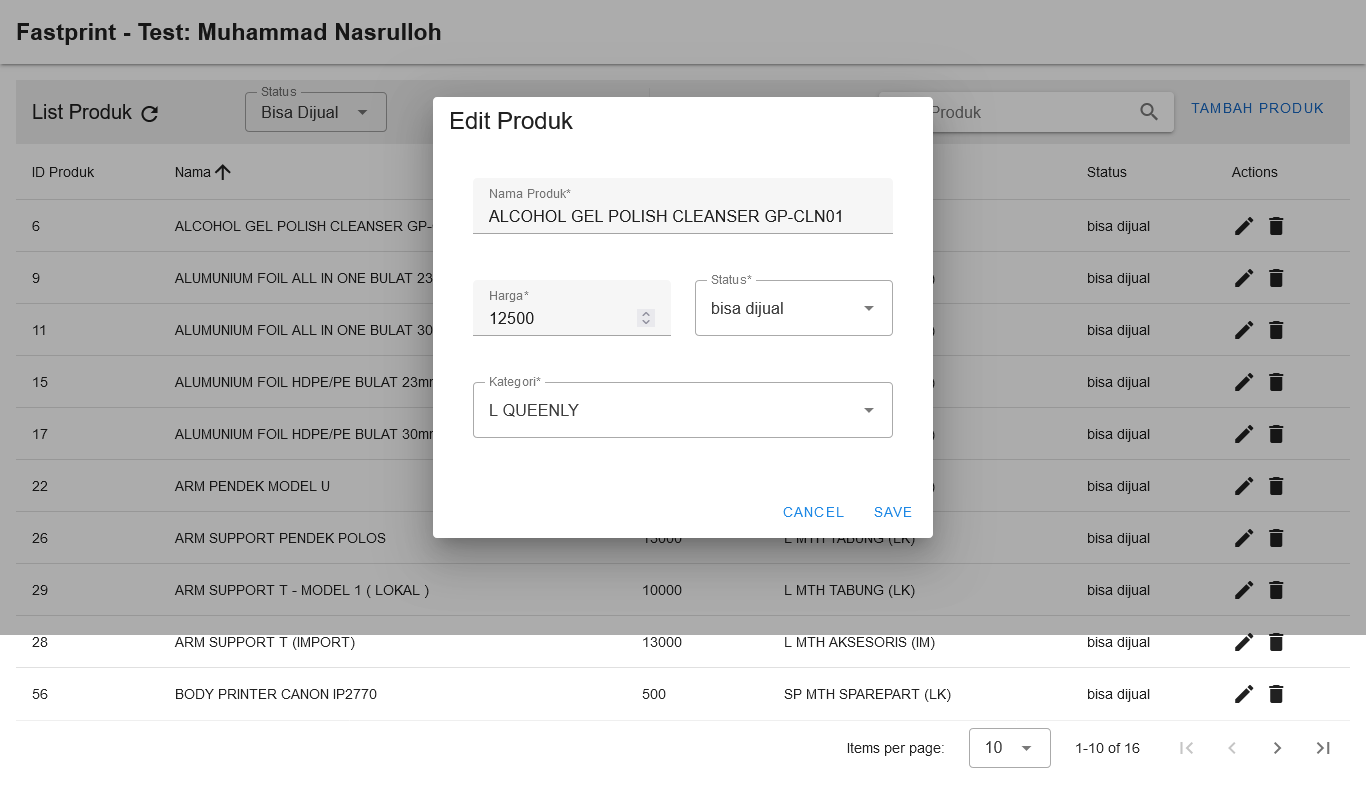 Fastprint - Test: Muhammad Nasrulloh
List Produk
Status
Bisa Dijual
Produk
TAMBAH PRODUK
ID Produk Nama Status Actions
6 ALCOHOL GEL POLISH CLEANSER GP- bisa dijual
9 ALUMUNIUM FOIL ALL IN ONE BULAT 23 bisa dijual
11 ALUMUNIUM FOIL ALL IN ONE BULAT 30 bisa dijual
15 ALUMUNIUM FOIL HDPE/PE BULAT 23mm bisa dijual
17 ALUMUNIUM FOIL HDPE/PE BULAT 30mm bisa dijual
22 ARM PENDEK MODEL U bisa dijual
26 ARM SUPPORT PENDEK POLOS 13000 L MTH TABUNG (LK) bisa dijual
29 ARM SUPPORT T - MODEL 1 ( LOKAL ) 10000 L MTH TABUNG (LK) bisa dijual
28 ARM SUPPORT T (IMPORT) 13000 L MTH AKSESORIS (IM) bisa dijual
56 BODY PRINTER CANON IP2770 500 SP MTH SPAREPART (LK) bisa dijual
Items per page: 10 1-10 of 16
Edit Produk
Nama Produk*
ALCOHOL GEL POLISH CLEANSER GP-CLN01
Harga*
12500
Status*
bisa dijual
Kategori*
L QUEENLY
CANCEL SAVE